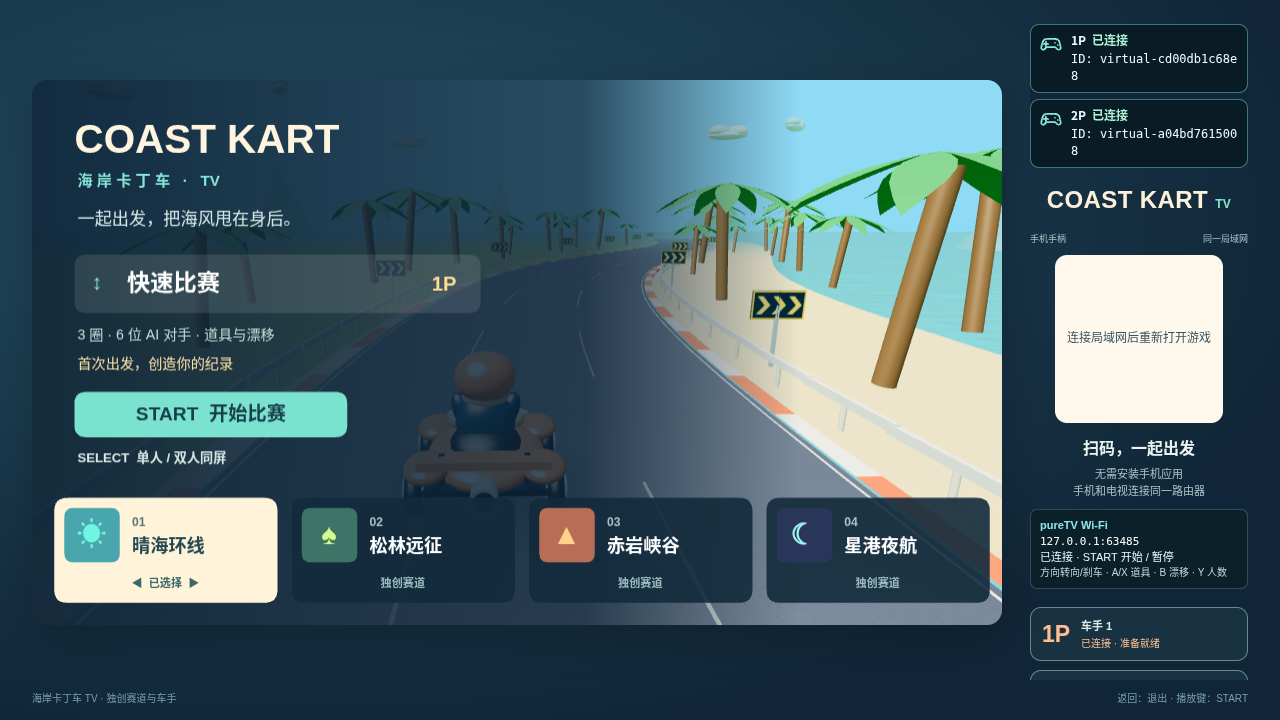 COAST KART
海岸卡丁车 · TV
一起出发，把海风甩在身后。
↕ 快速比赛 1P
3 圈 · 6 位 AI 对手 · 道具与漂移
首次出发，创造你的纪录
START 开始比赛
SELECT 单人 / 双人同屏
01
晴海环线
◀ 已选择 ▶
02
松林远征
独创赛道
03
赤岩峡谷
独创赛道
04
星港夜航
独创赛道
1P 已连接
ID: virtual-cd00db1c68e
8
2P 已连接
ID: virtual-a04bd761500
8
COAST KART TV
手机手柄 同一局域网
连接局域网后重新打开游戏
扫码，一起出发
无需安装手机应用
手机和电视连接同一路由器
pureTV Wi-Fi
127.0.0.1:63485
已连接 · START 开始 / 暂停
方向转向/刹车 · A/X 道具 · B 漂移 · Y 人数
1P 车手 1
已连接 · 准备就绪
海岸卡丁车 TV · 独创赛道与车手
返回：退出 · 播放键：START